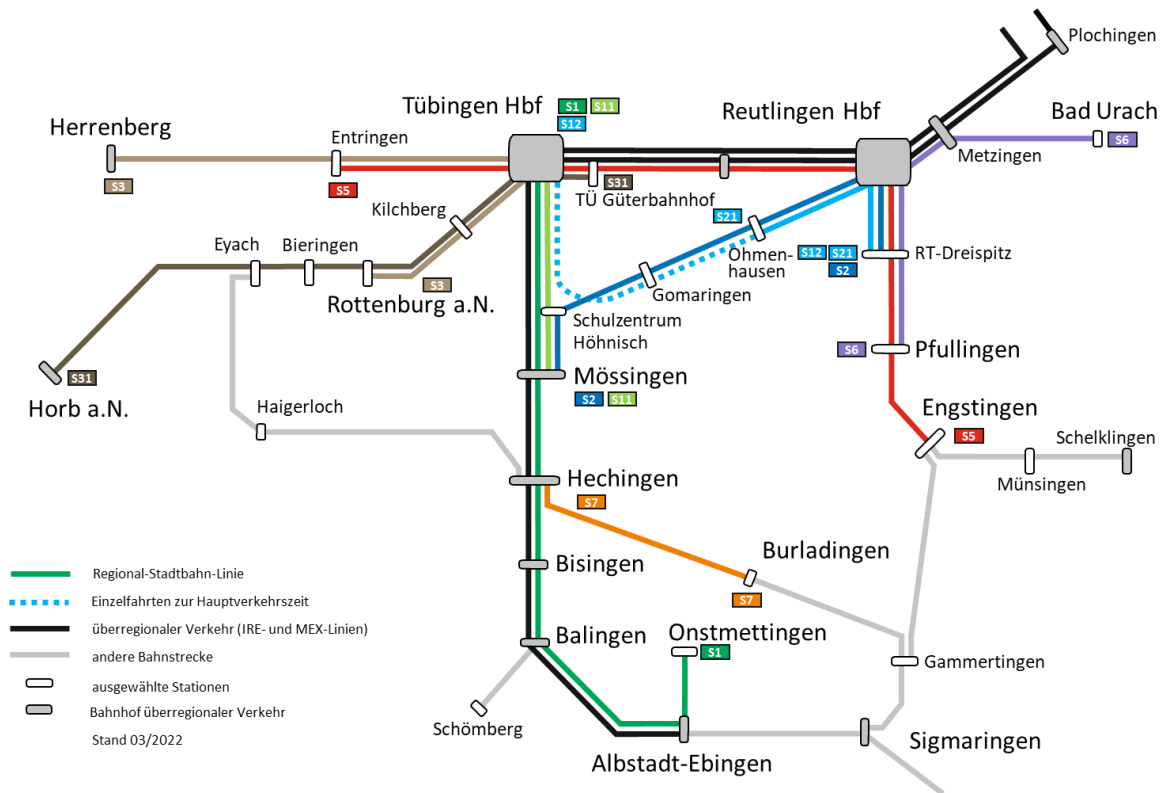 Plochingen
Tübingen Hbf
S1 S11
S12
Reutlingen Hbf
Bad Urach
S6
Herrenberg
S3
Entringen
S5
Metzingen
TÜ Güterbahnhof
S31
Kilchberg
S21
Eyach
Bieringen
Ohmen-
hausen
S12 S21
S2
RT-Dreispitz
Rottenburg a.N.
S3
Gomaringen
Schulzentrum
Höhnisch
S6
Pfullingen
S31
Horb a.N.
Mössingen
S2 S11
Haigerloch
Engstingen
S5
Schelklingen
Münsingen
Hechingen
S7
Burladingen
S7
Bisingen
Balingen
Onstmettingen
S1
Gammertingen
Schömberg
Albstadt-Ebingen
Sigmaringen
Regional-Stadtbahn-Linie
Einzelfahrten zur Hauptverkehrszeit
überregionaler Verkehr (IRE- und MEX-Linien)
andere Bahnstrecke
ausgewählte Stationen
Bahnhof überregionaler Verkehr
Stand 03/2022